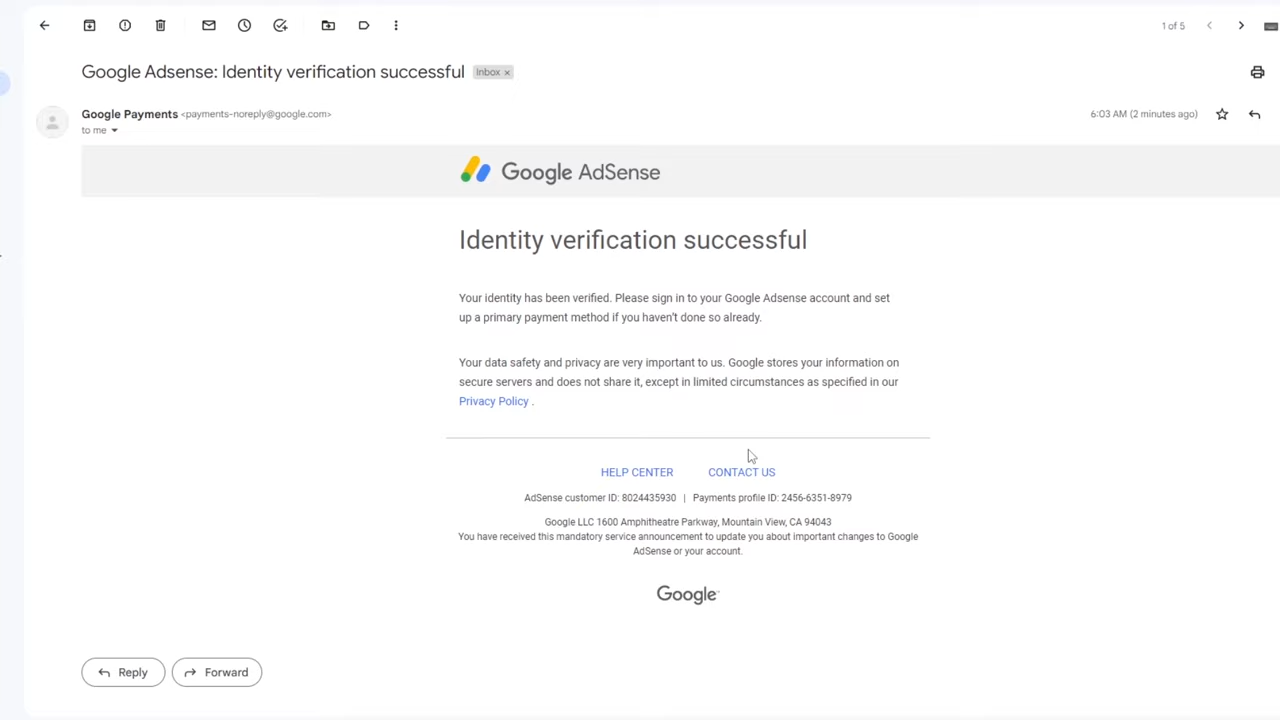 1 of 5
Google Adsense: Identity verification successful Inbox ×
Google Payments <payments-noreply@google.com> 6:03 AM (2 minutes ago)
to me
Google AdSense
Identity verification successful
Your identity has been verified. Please sign in to your Google Adsense account and set
up a primary payment method if you haven't done so already.
Your data safety and privacy are very important to us. Google stores your information on
secure servers and does not share it, except in limited circumstances as specified in our
Privacy Policy .
HELP CENTER CONTACT US
AdSense customer ID: 8024435930 | Payments profile ID: 2456-6351-8979
Google LLC 1600 Amphitheatre Parkway, Mountain View, CA 94043
You have received this mandatory service announcement to update you about important changes to Google
AdSense or your account.
Google
Reply Forward